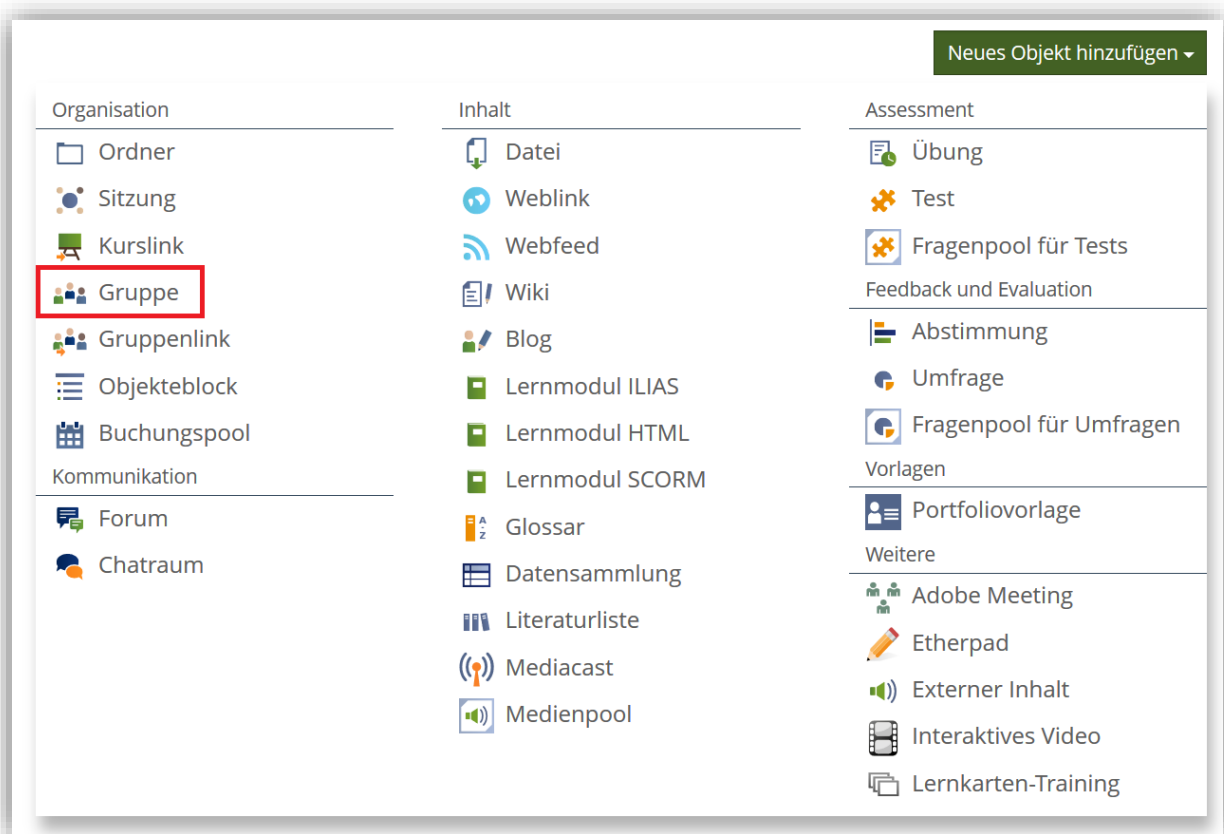 Neues Objekt hinzufügen
Organisation
Ordner
Sitzung
Kurslink
Gruppe
Gruppenlink
Objekteblock
Buchungspool
Kommunikation
Forum
Chatraum
Inhalt
Datei
Weblink
Webfeed
Wiki
Blog
Lernmodul ILIAS
Lernmodul HTML
Lernmodul SCORM
Glossar
Datensammlung
Literaturliste
Mediacast
Medienpool
Assessment
Übung
Test
Fragenpool für Tests
Feedback und Evaluation
Abstimmung
Umfrage
Fragenpool für Umfragen
Vorlagen
Portfoliovorlage
Weitere
Adobe Meeting
Etherpad
Externer Inhalt
Interaktives Video
Lernkarten-Training